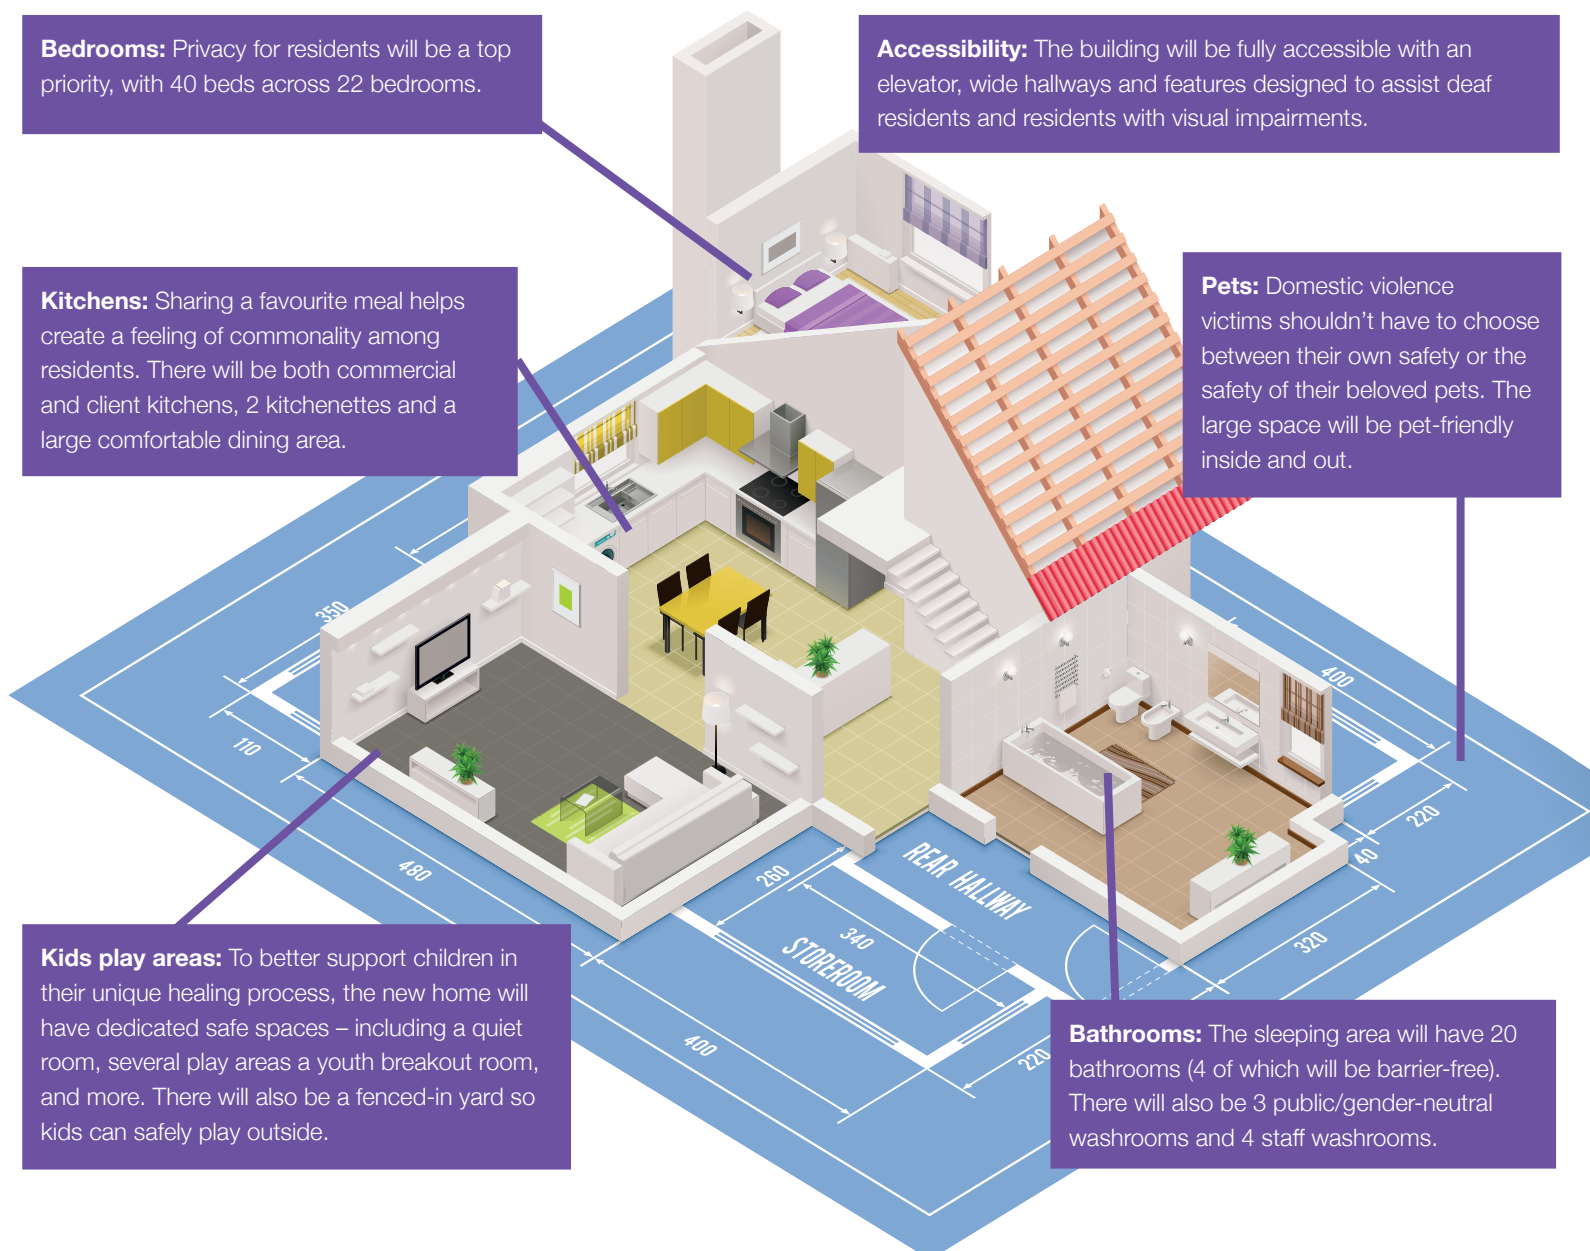 Bedrooms: Privacy for residents will be a top
priority, with 40 beds across 22 bedrooms.
Accessibility: The building will be fully accessible with an
elevator, wide hallways and features designed to assist deaf
residents and residents with visual impairments.
Kitchens: Sharing a favourite meal helps
create a feeling of commonality among
residents. There will be both commercial
and client kitchens, 2 kitchenettes and a
large comfortable dining area.
Pets: Domestic violence
victims shouldn’t have to choose
between their own safety or the
safety of their beloved pets. The
large space will be pet-friendly
inside and out.
350
400
110
480
260
REAR HALLWAY
220
40
340
STOREROOM
320
400
220
Kids play areas: To better support children in
their unique healing process, the new home will
have dedicated safe spaces – including a quiet
room, several play areas a youth breakout room,
and more. There will also be a fenced-in yard so
kids can safely play outside.
Bathrooms: The sleeping area will have 20
bathrooms (4 of which will be barrier-free).
There will also be 3 public/gender-neutral
washrooms and 4 staff washrooms.